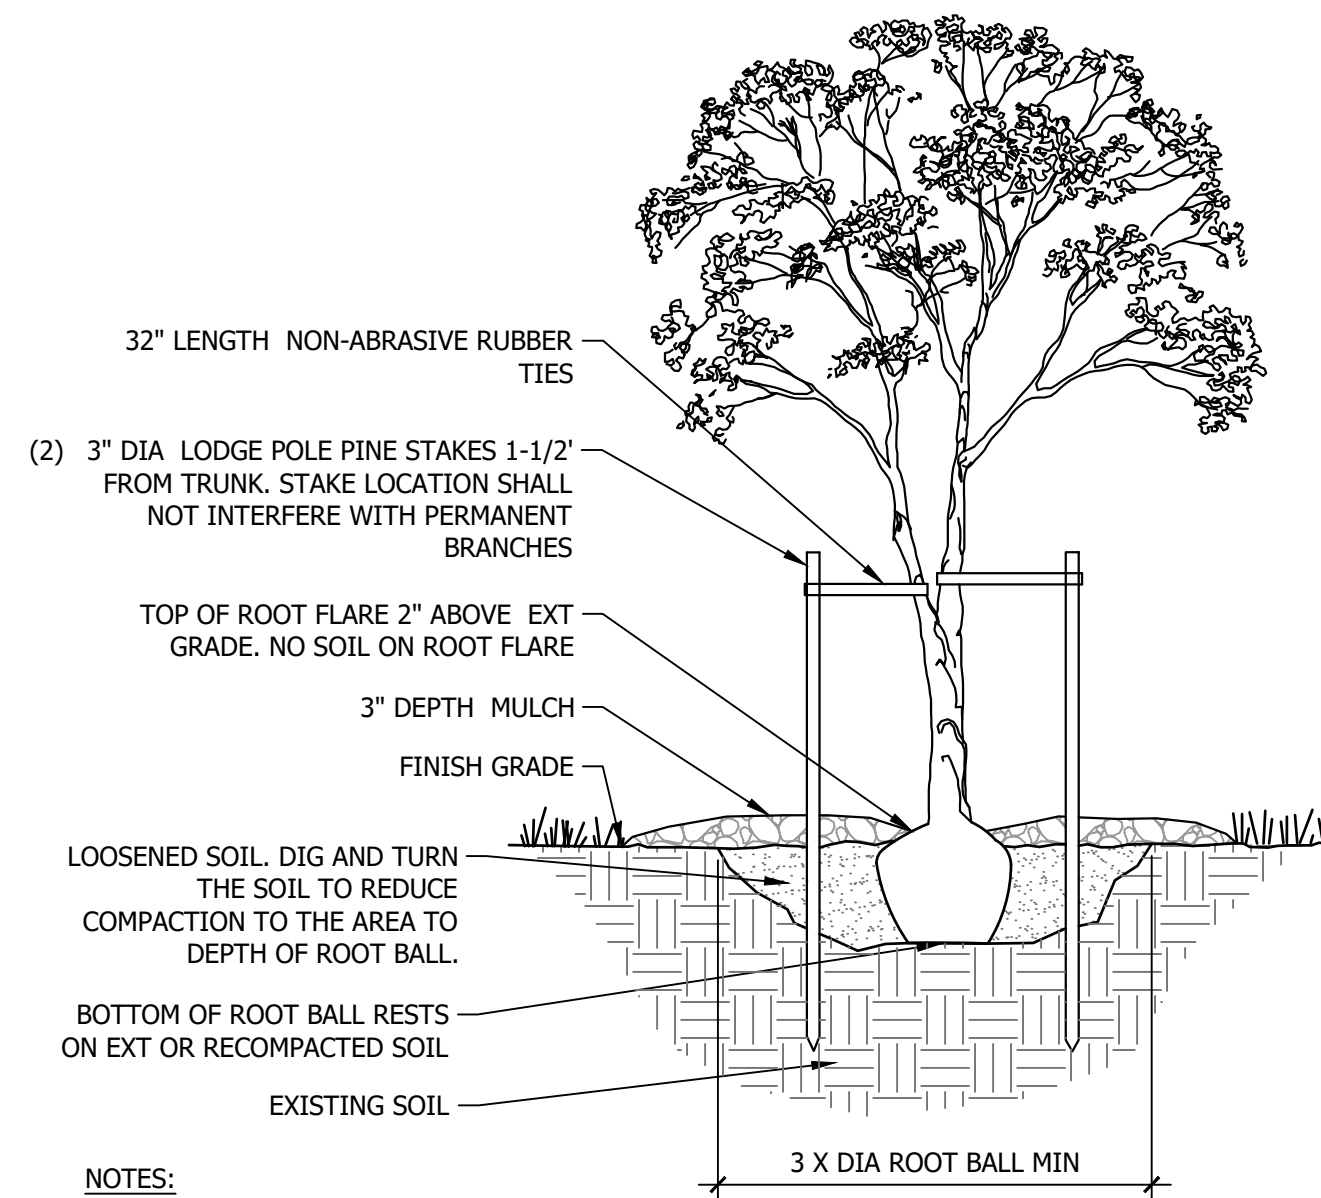 32" LENGTH NON-ABRASIVE RUBBER
TIES
(2) 3" DIA LODGE POLE PINE STAKES 1-1/2'
FROM TRUNK. STAKE LOCATION SHALL
NOT INTERFERE WITH PERMANENT
BRANCHES
TOP OF ROOT FLARE 2" ABOVE EXT
GRADE. NO SOIL ON ROOT FLARE
3" DEPTH MULCH
FINISH GRADE
LOOSENED SOIL. DIG AND TURN
THE SOIL TO REDUCE
COMPACTION TO THE AREA TO
DEPTH OF ROOT BALL.
BOTTOM OF ROOT BALL RESTS
ON EXT OR RECOMPACTED SOIL
EXISTING SOIL
3 X DIA ROOT BALL MIN
NOTES: